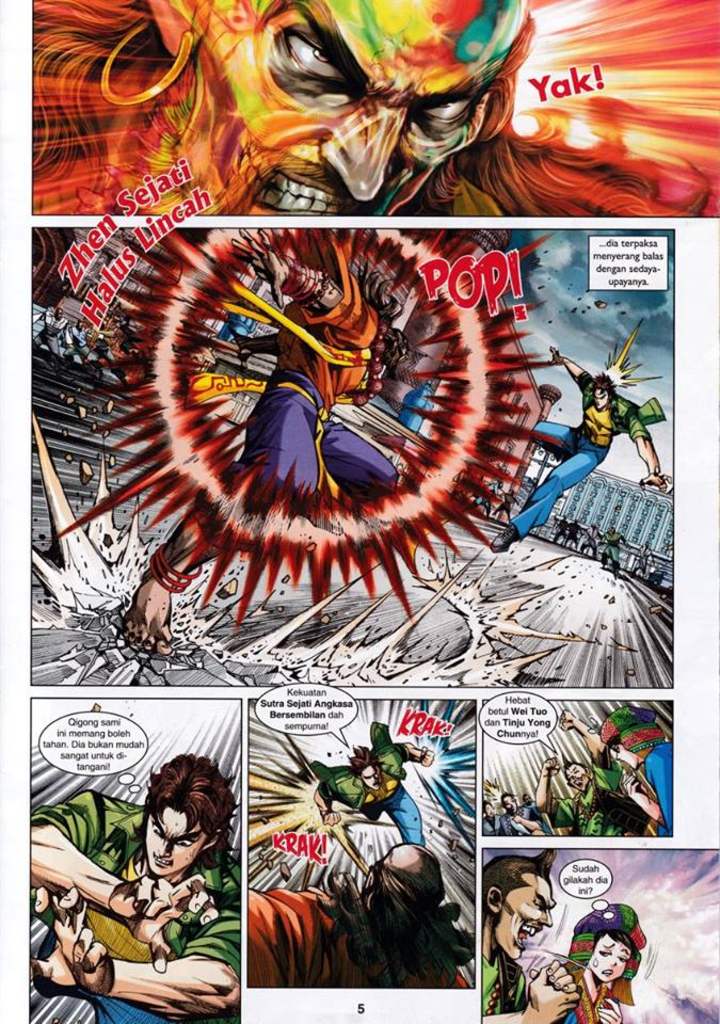 Yak!
Zhen Sejati
Halus Lincah
...dia terpaksa
menyerang balas
dengan sedaya-
upayanya.
POP!
Qigong sami
ini memang boleh
tahan. Dia bukan mudah
sangat untuk di-
tangani!
Kekuatan
Sutra Sejati Angkasa
Bersembilan dah
sempurna!
KRAK!
KRAK!
Hebat
betul Wei Tuo
dan Tinju Yong
Chunnya!
Sudah
gilakah dia
ini?
5